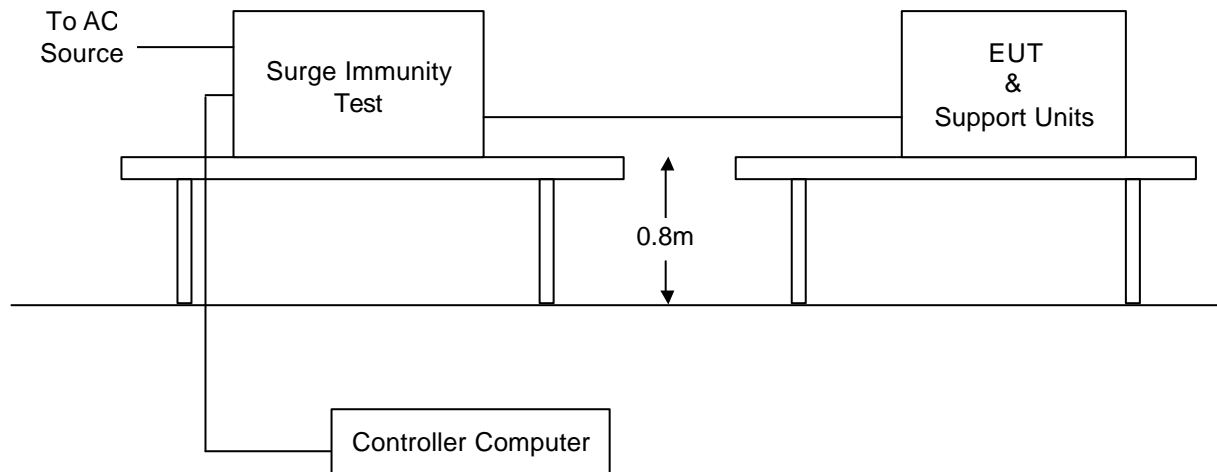 To AC
Source
Surge Immunity
Test
EUT
&
Support Units
0.8m
Controller Computer